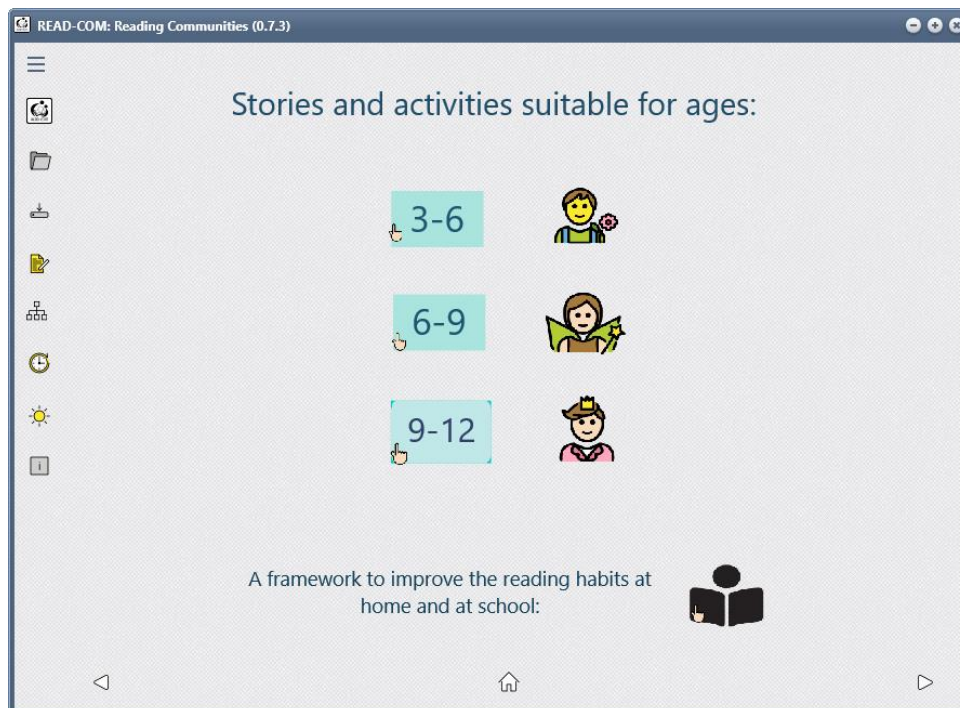 READ-COM: Reading Communities (0.7.3)
Stories and activities suitable for ages:
3-6
6-9
9-12
A framework to improve the reading habits at
home and at school:
i